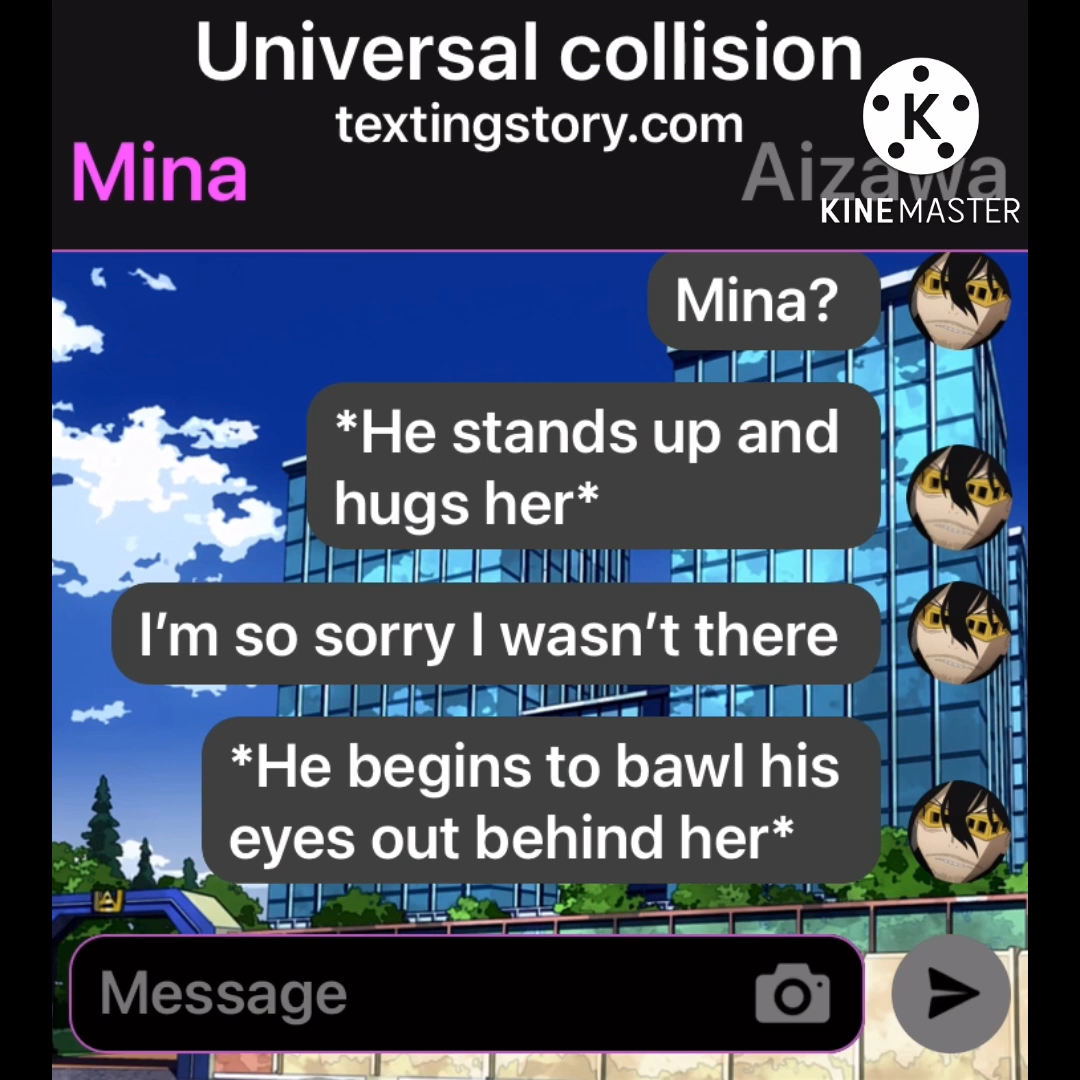 Universal collision
textingstory.com
Mina
Aizawa
K
KINEMASTER
Mina?
*He stands up and
hugs her*
I’m so sorry I wasn’t there
*He begins to bawl his
eyes out behind her*
Message